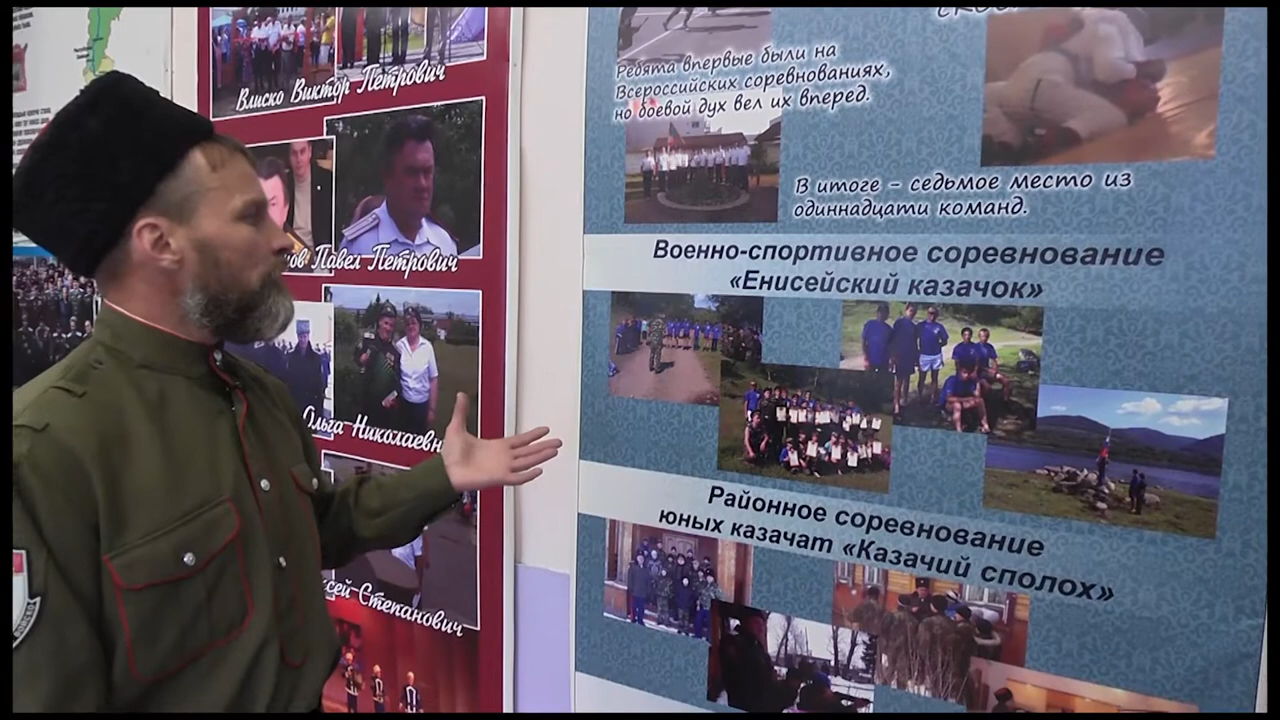 Влиско Виктор Петрович
Павел Петрович
Ольга Николаевн
Степанович
Ребята впервые были на
Всероссийских соревнованиях,
но боевой дух вел их вперед.
В итоге - седьмое место из
одиннадцати команд.
Военно-спортивное соревнование
«Енисейский казачок»
Районное соревнование
юных казачат «Казачий сполох»